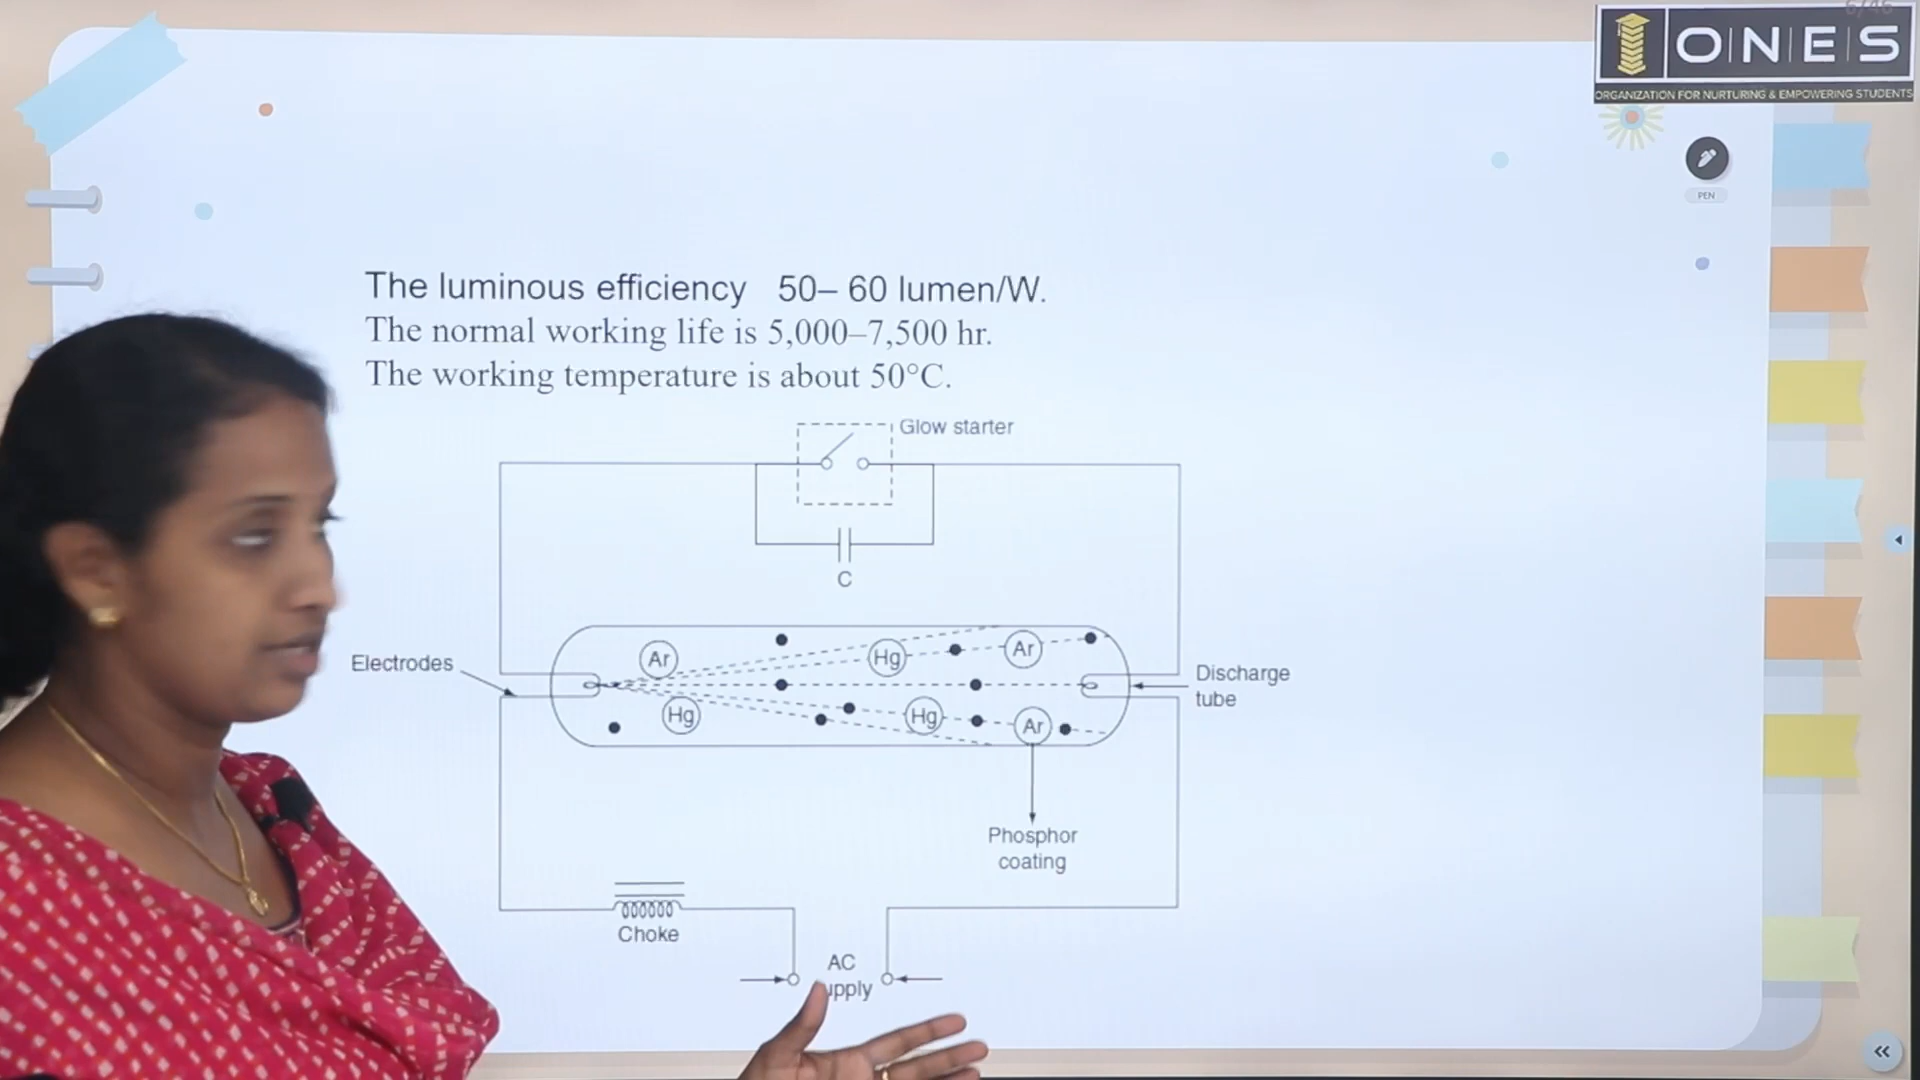 O|N|E|S
ORGANIZATION FOR NURTURING & EMPOWERING STUDENTS
PEN
The luminous efficiency 50– 60 lumen/W.
The normal working life is 5,000–7,500 hr.
The working temperature is about 50°C.
Glow starter
C
Ar
Hg
Ar
Electrodes
Discharge
tube
Hg
Hg
Ar
Phosphor
coating
Choke
AC